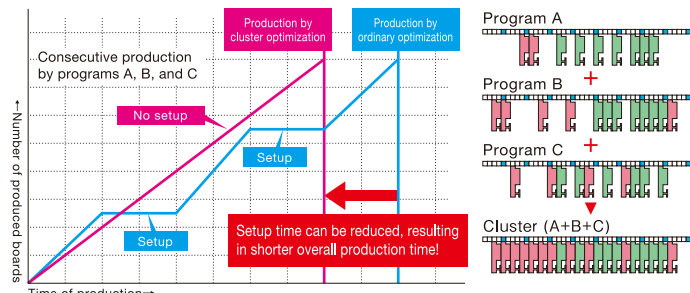 Production by
cluster optimization
Production by
ordinary optimization
Consecutive production
by programs A, B, and C
No setup
Setup
Setup
Setup time can be reduced, resulting
in shorter overall production time!
←Number of produced boards
Time of production→
Program A
+
Program B
+
Program C
Cluster (A+B+C)